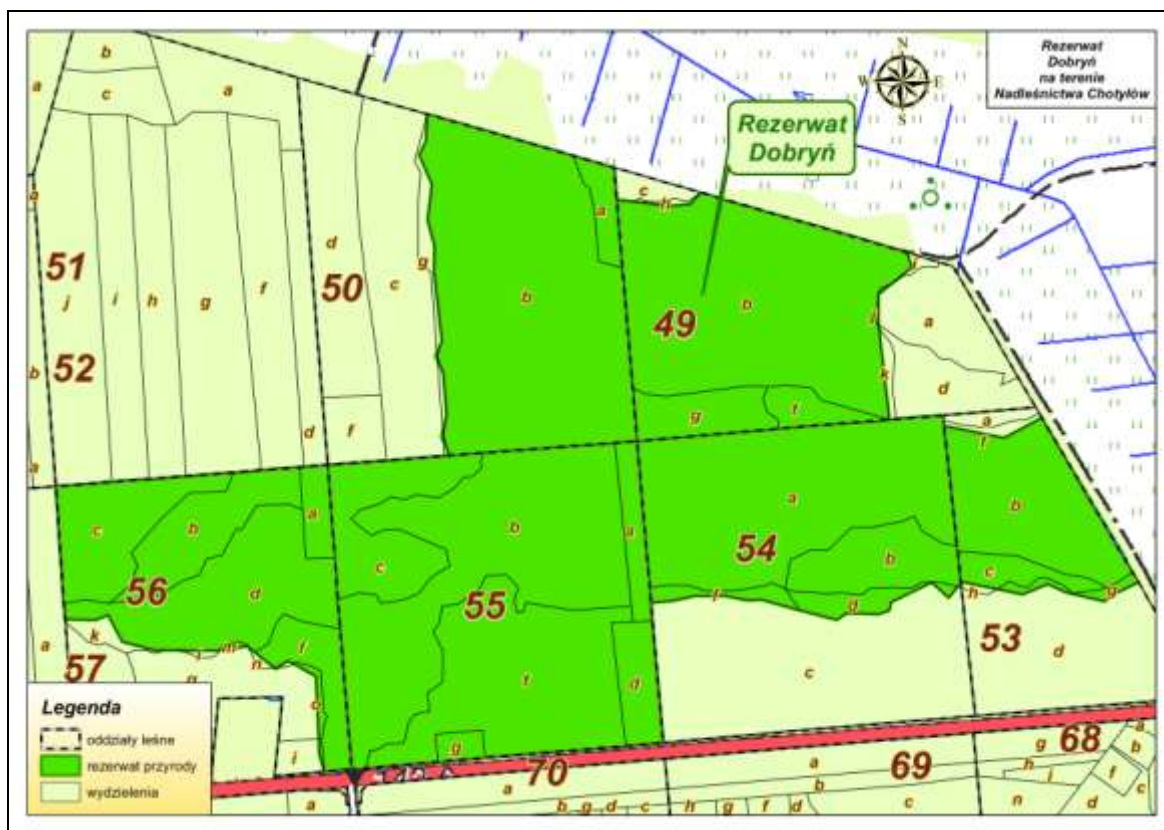 Rezerwat
Dobryń
na terenie
Nadleśnictwa Chotyłów
N
W
E
S
Rezerwat
Dobryń
b
a
c
a
a
c
h
d
a
g
51
50
c
b
b
49
a
j
i
h
g
f
j
k
d
b
52
d
f
g
f
a
a
f
c
b
a
b
a
a
b
56
d
c
55
54
b
c
f
d
h
g
a
k
f
m
n
53
57
o
d
c
d
f
i
g
Legenda
oddziały leśne
rezerwat przyrody
wydzielenia
70
69
68
a
a
a
b
g
d
c
h
g
f
d
b
c
g
h
i
n
d
a
b
f
c